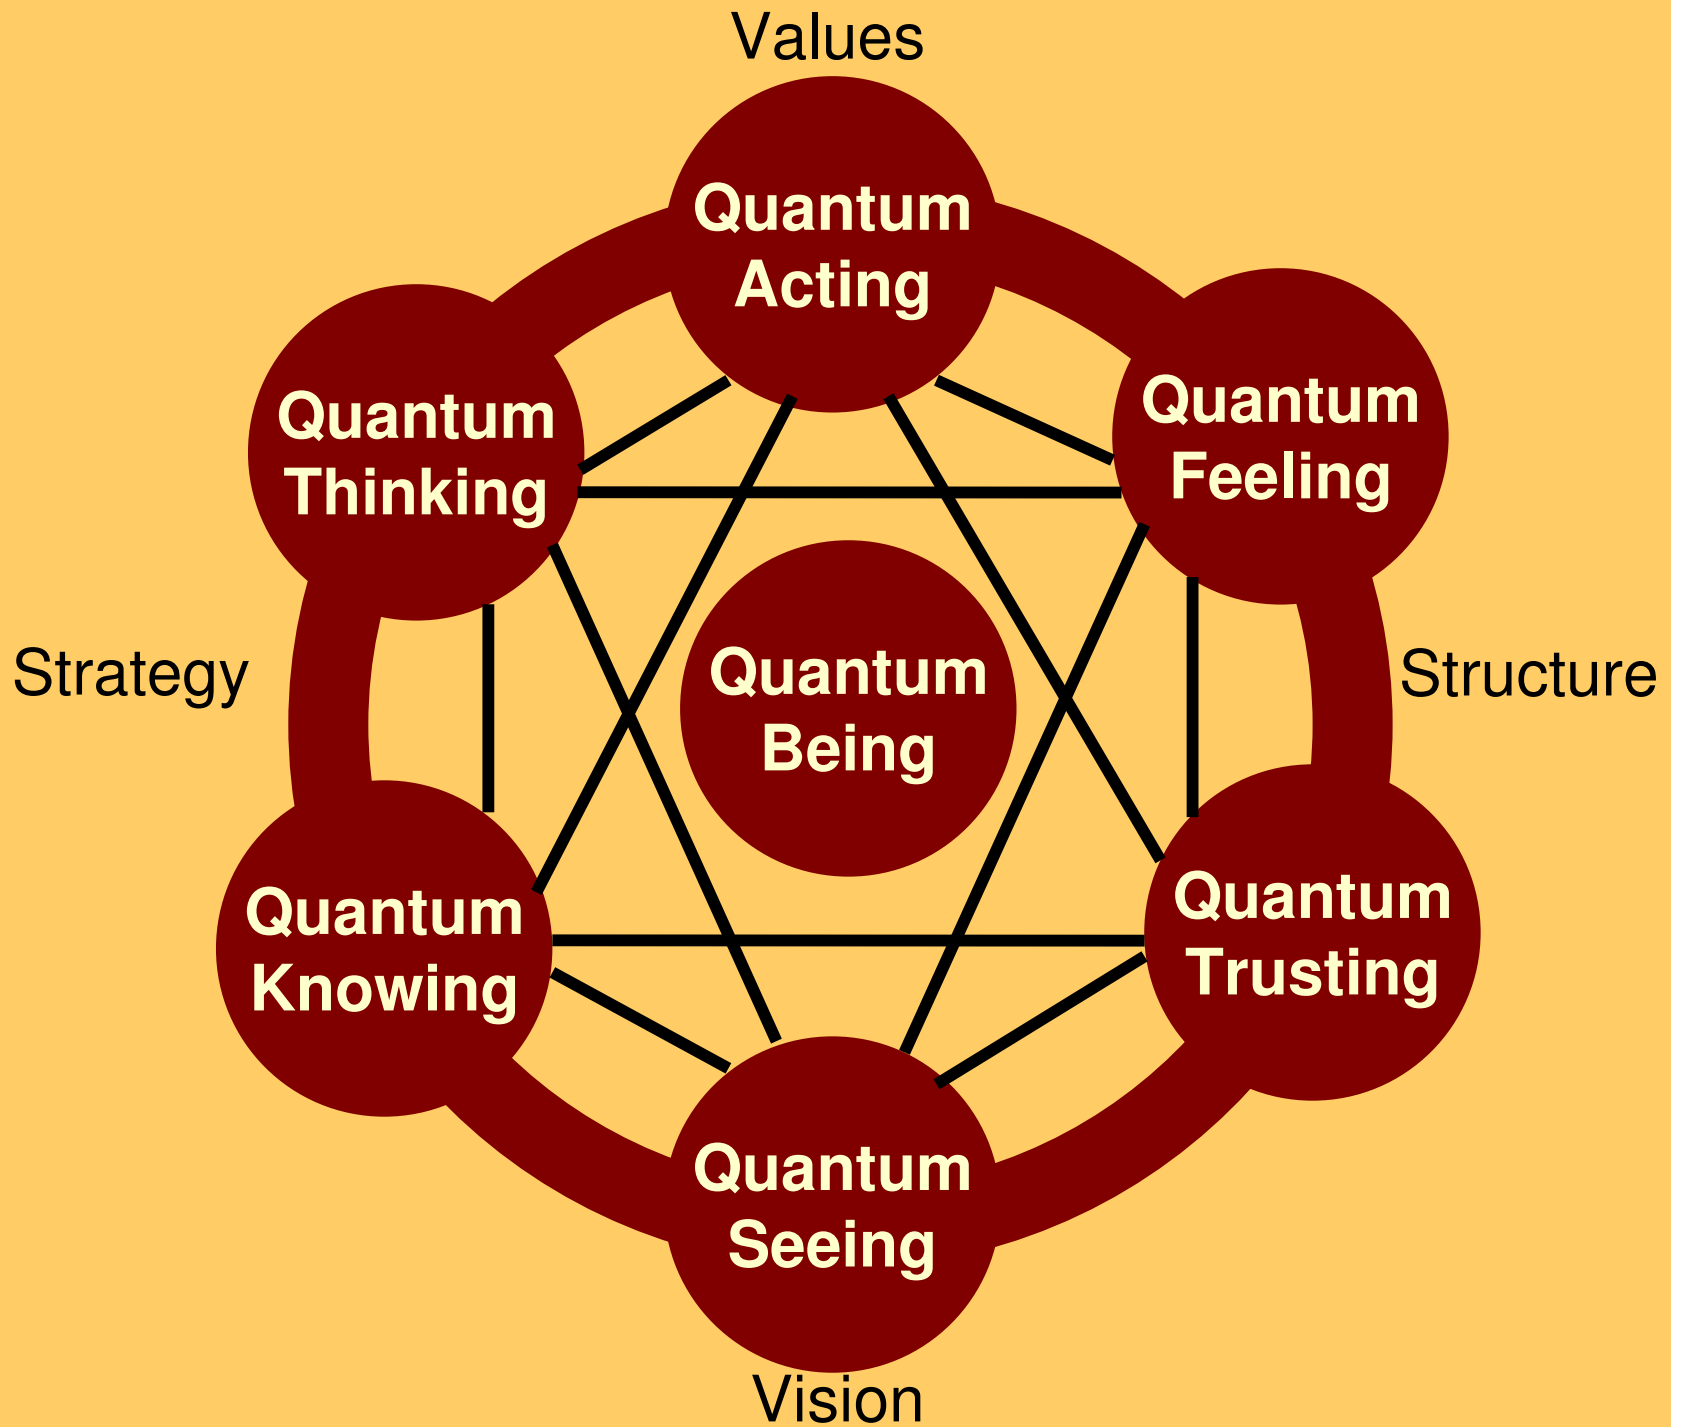 Values
Quantum
Acting
Quantum
Thinking
Quantum
Feeling
Strategy
Quantum
Being
Structure
Quantum
Knowing
Quantum
Trusting
Quantum
Seeing
Vision